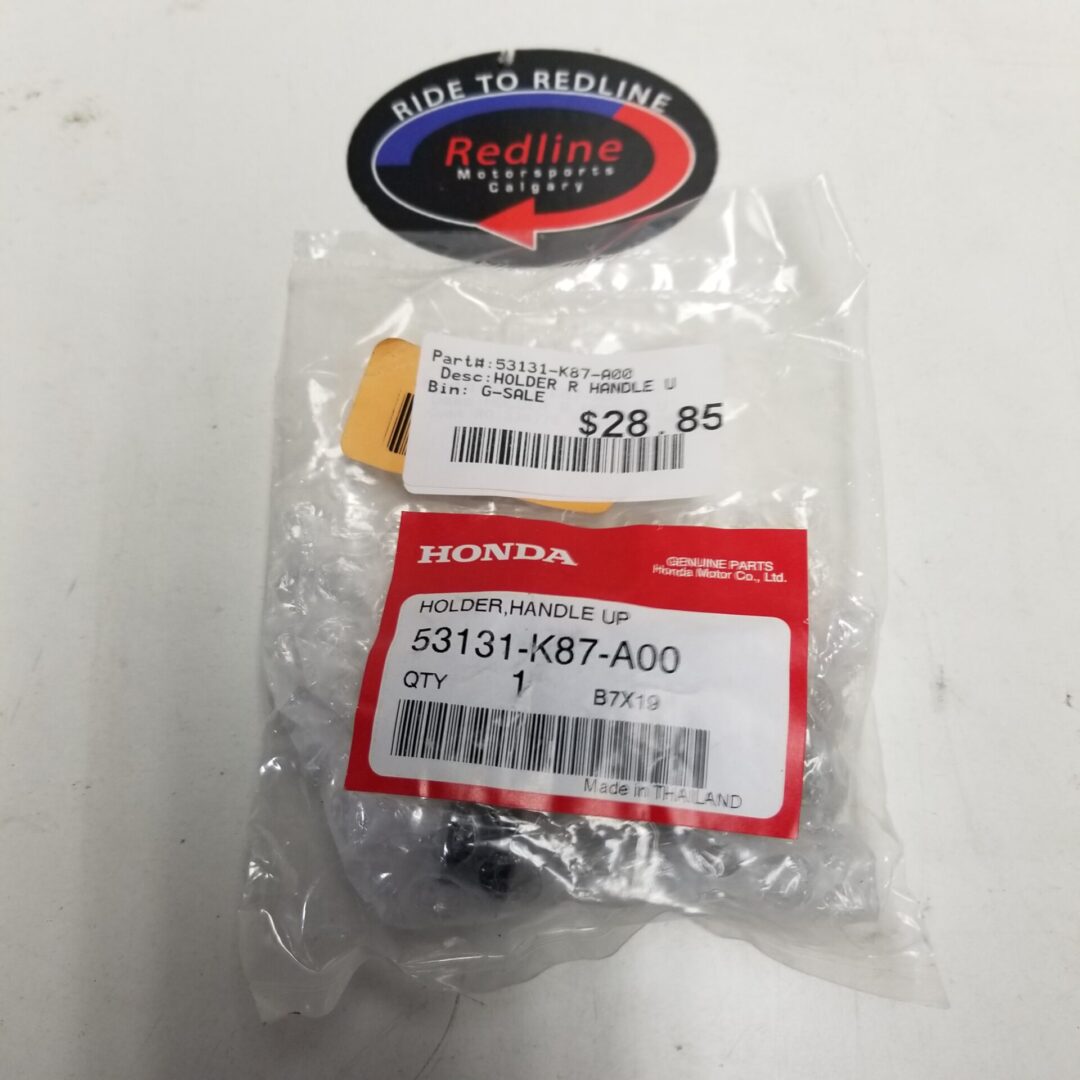 RIDE TO REDLINE
Redline
Motorsports
Calgary
Part#:53131-K87-A00
Desc:HOLDER R HANDLE U
Bin: G-SALE
$28.85
HONDA
GENUINE PARTS
Honda Motor Co., Ltd.
HOLDER,HANDLE UP
53131-K87-A00
QTY 1 B7X19
Made in THAILAND